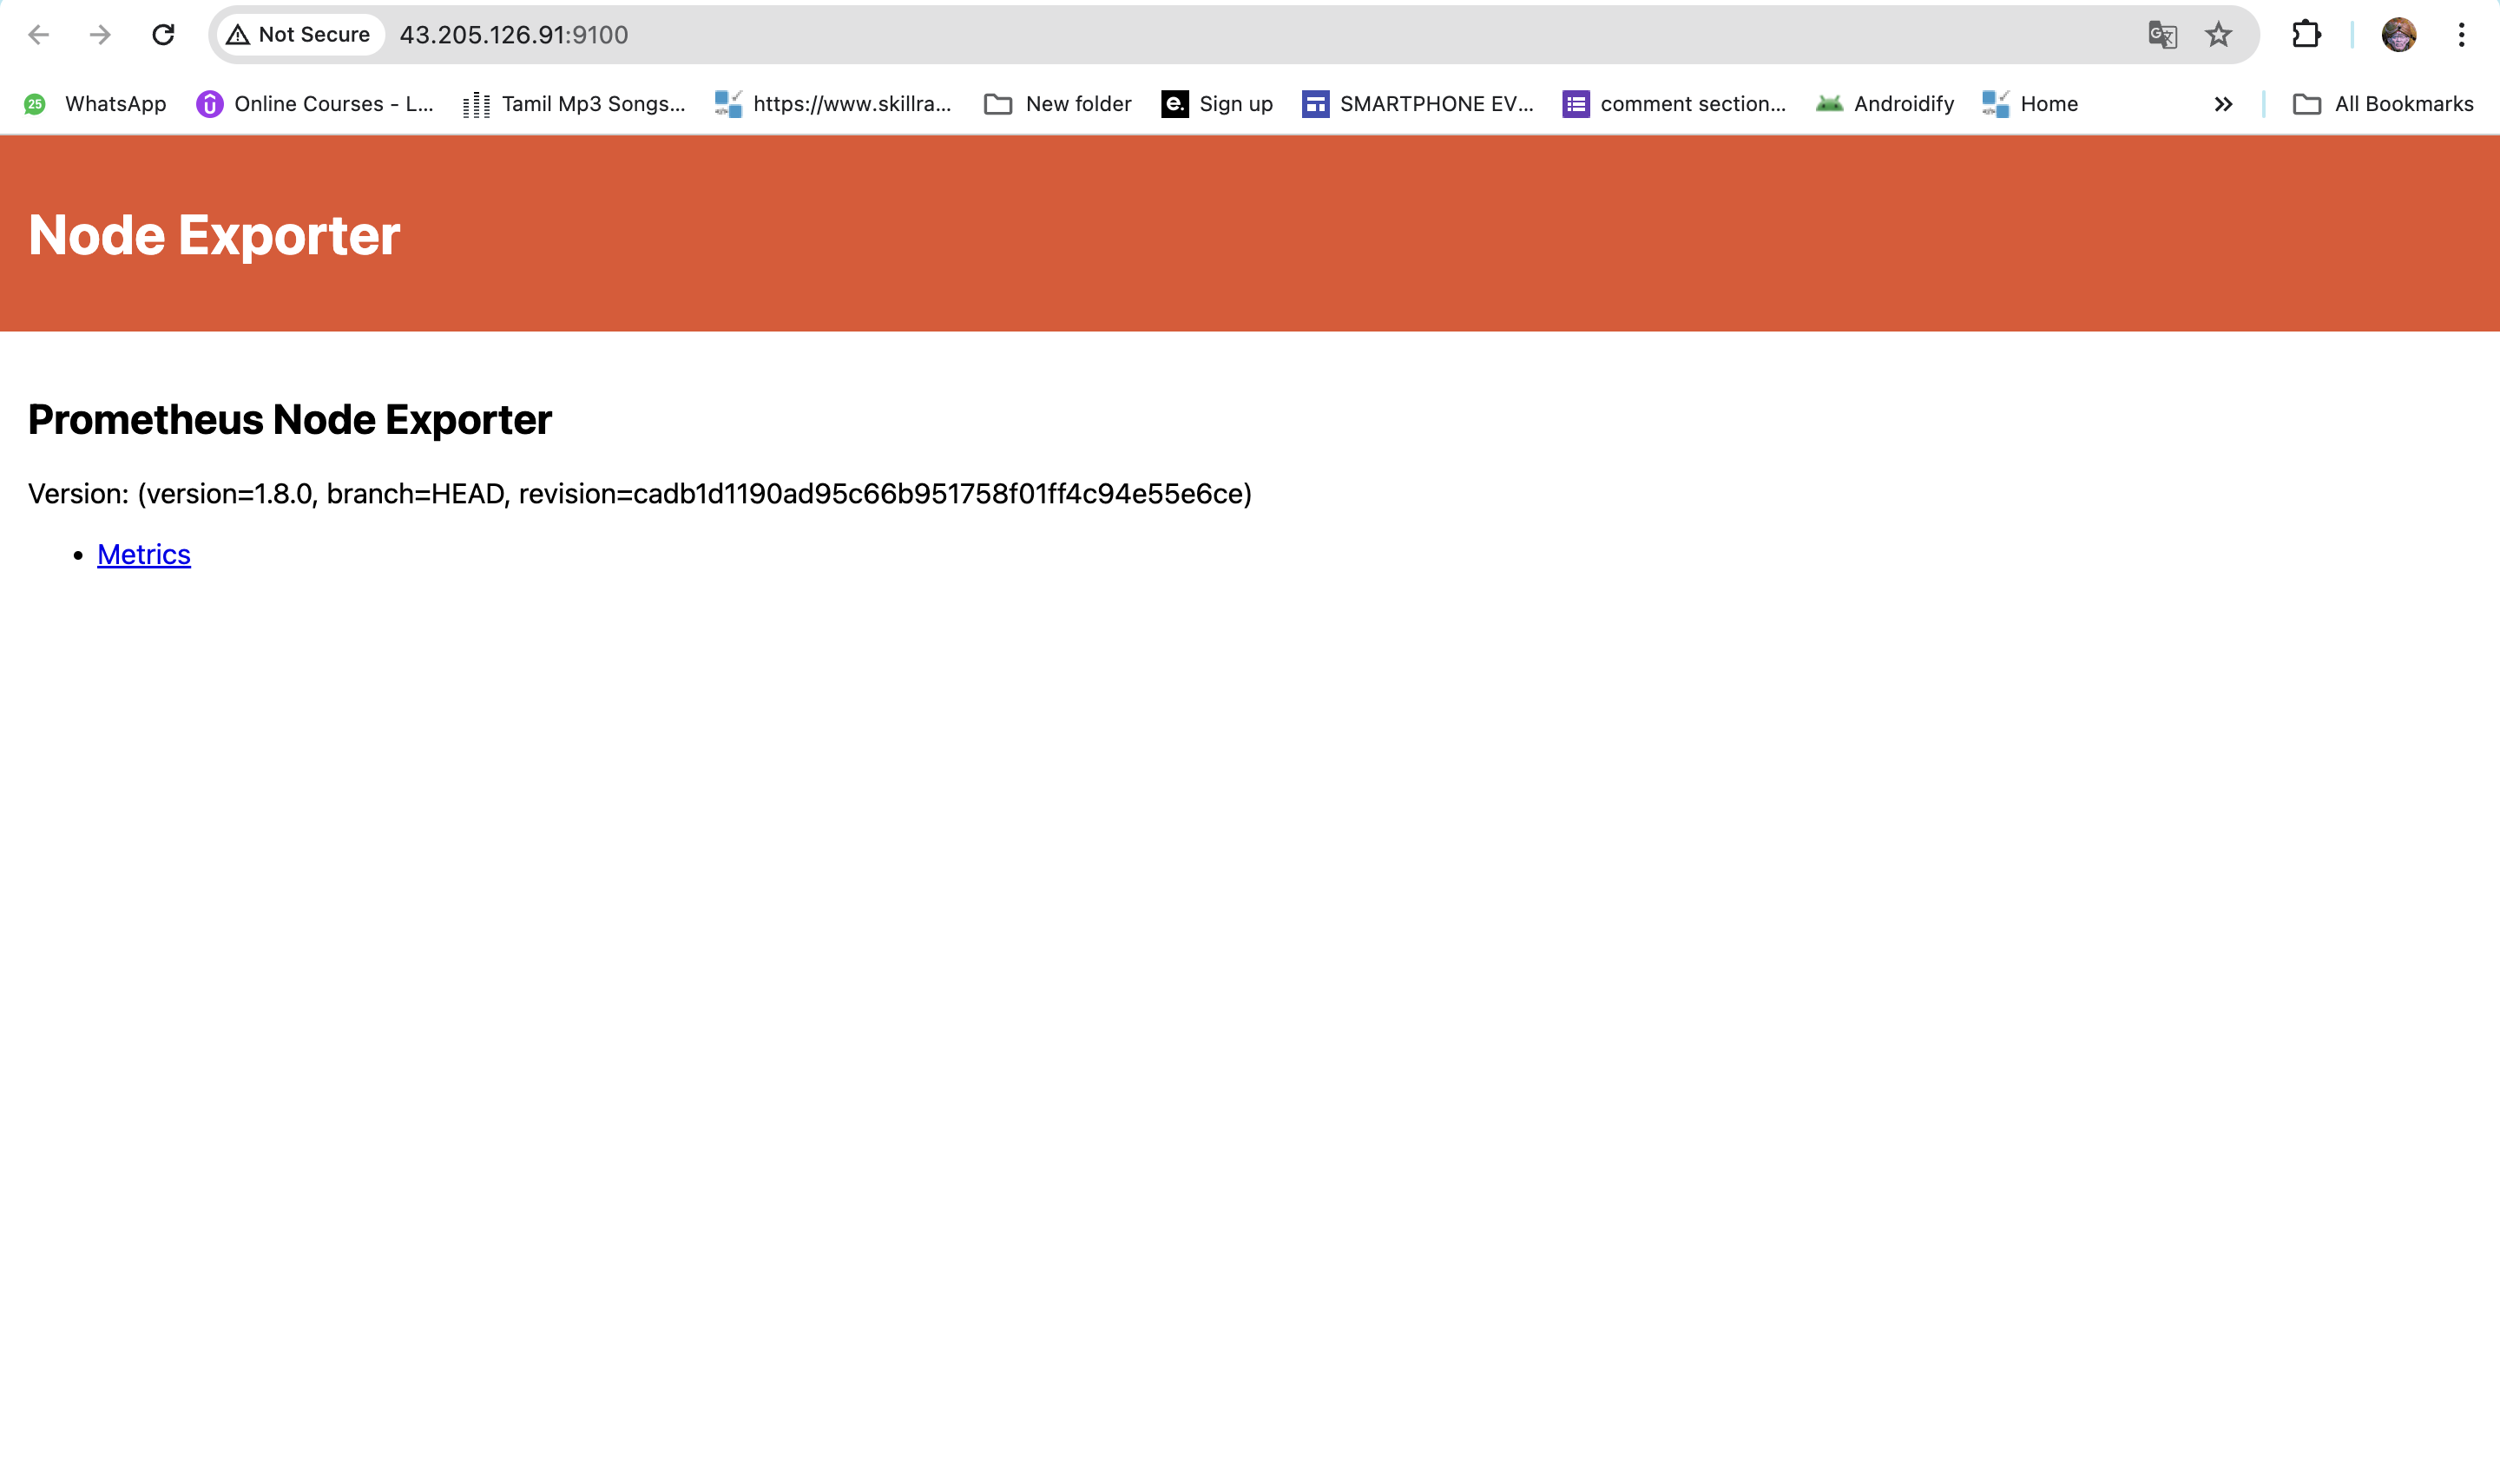 Not Secure 43.205.126.91:9100
25 WhatsApp Online Courses - L... Tamil Mp3 Songs... https://www.skillra... New folder e. Sign up SMARTPHONE EV... comment section... Androidify Home » All Bookmarks
Node Exporter
Prometheus Node Exporter
Version: (version=1.8.0, branch=HEAD, revision=cadb1d1190ad95c66b951758f01ff4c94e55e6ce)
• Metrics